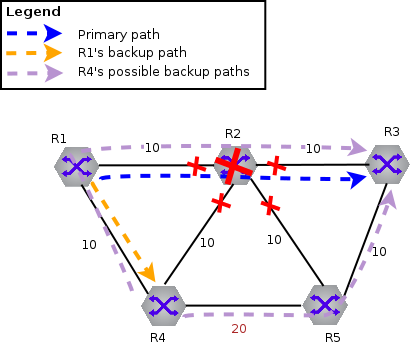 Legend
Primary path
R1's backup path
R4's possible backup paths
R1
R2
R3
10
10
10
10
10
10
20
R4
R5